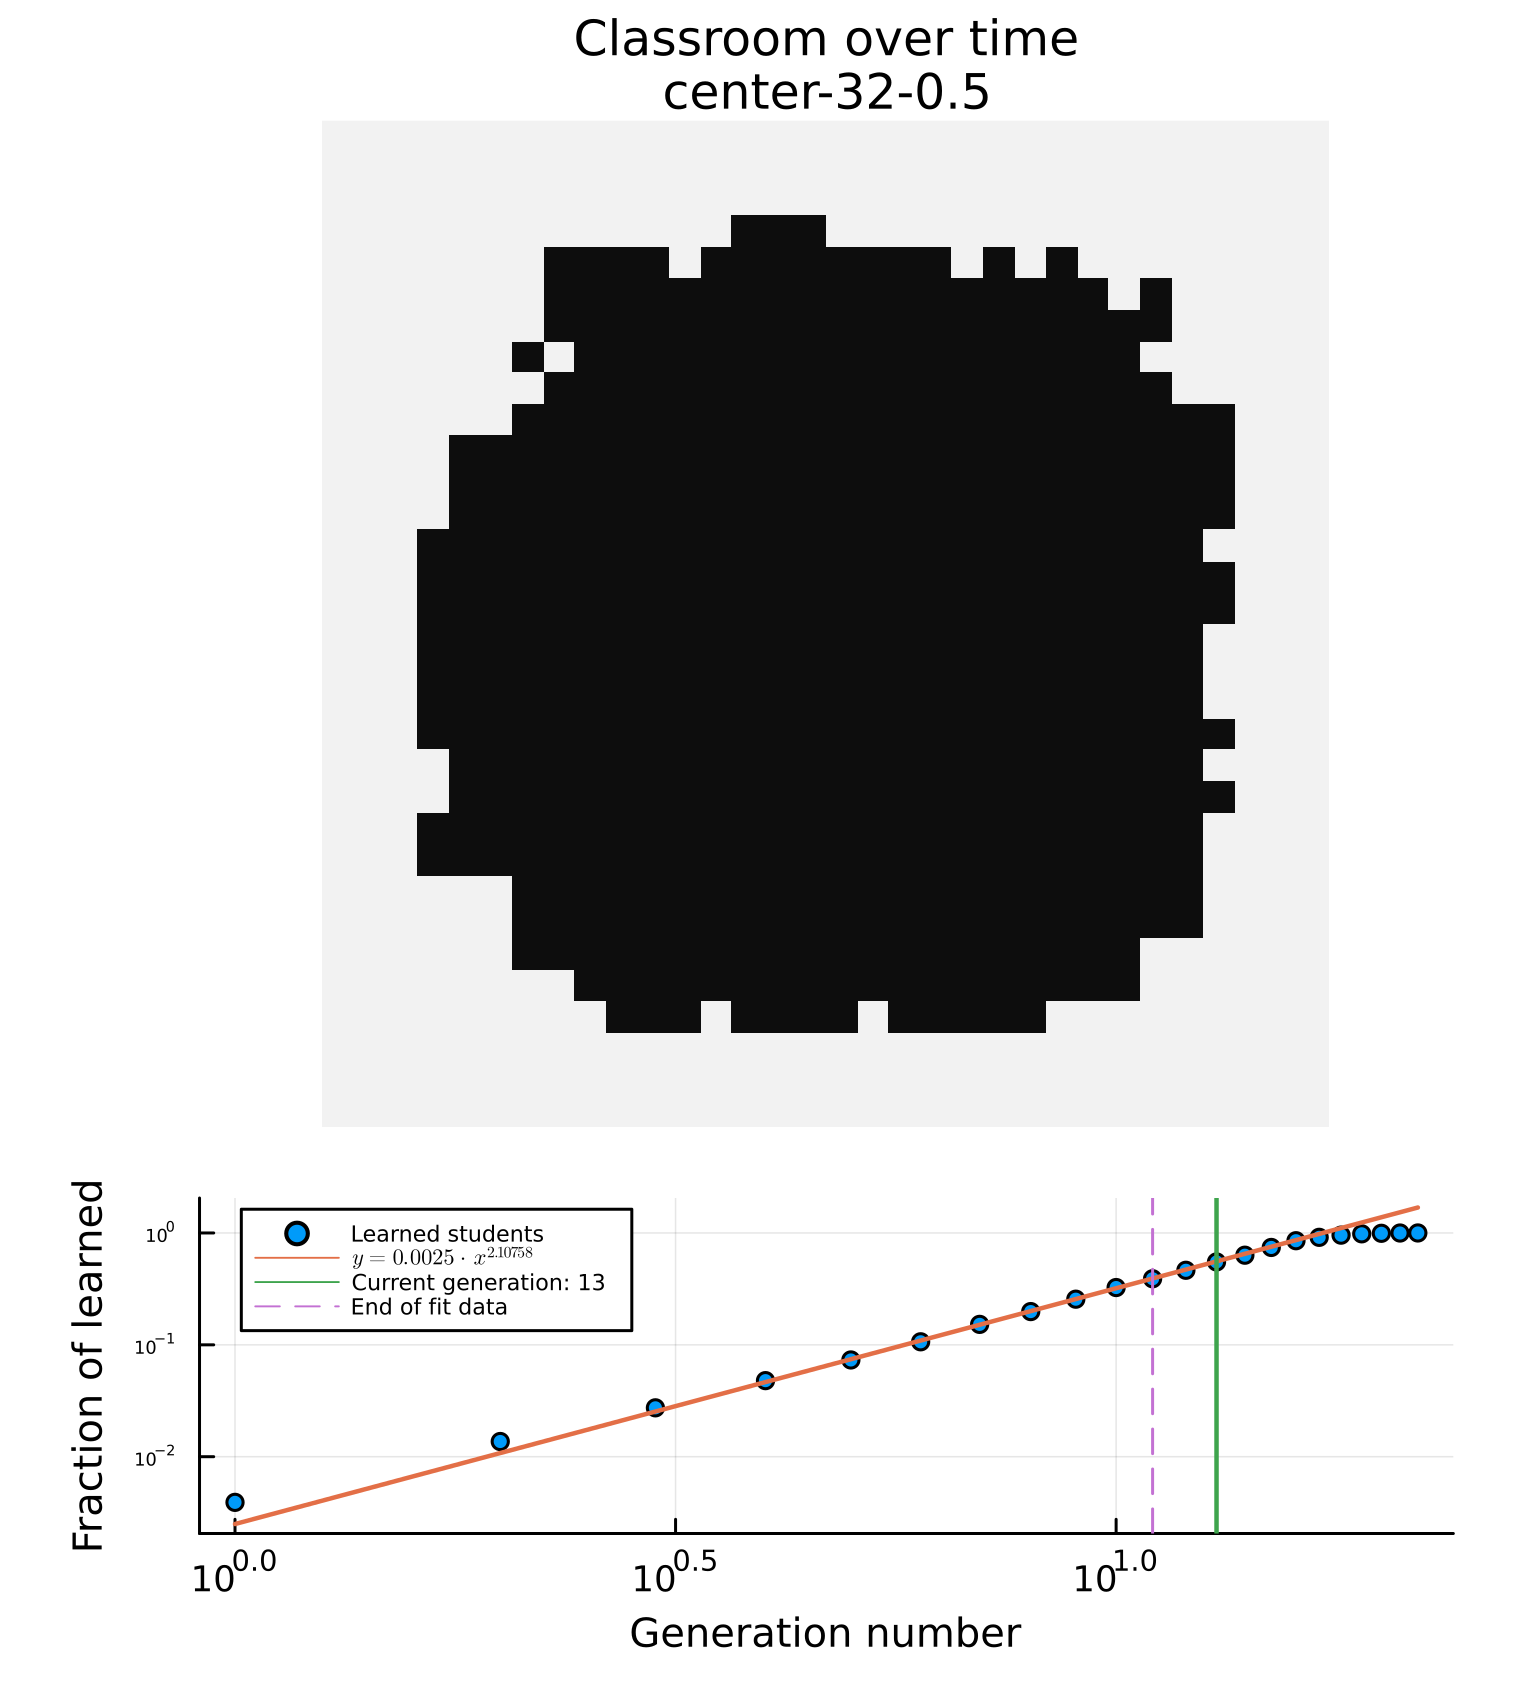 Classroom over time
center-32-0.5
Fraction of learned
10⁰
10⁻¹
10⁻²
Learned students
y = 0.0025 · x^2.10758
Current generation: 13
End of fit data
10^0.0 10^0.5 10^1.0
Generation number